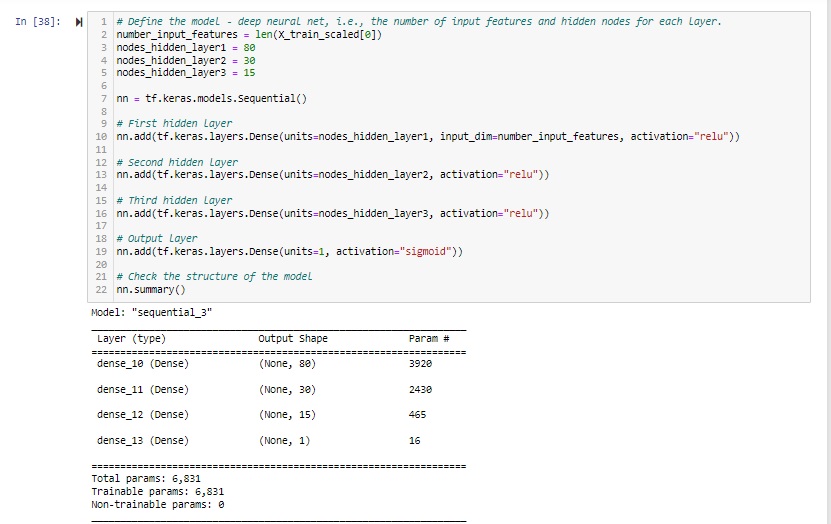 In [38]:
1 # Define the model - deep neural net, i.e., the number of input features and hidden nodes for each layer.
2 number_input_features = len(X_train_scaled[0])
3 nodes_hidden_layer1 = 80
4 nodes_hidden_layer2 = 30
5 nodes_hidden_layer3 = 15
6
7 nn = tf.keras.models.Sequential()
8
9 # First hidden layer
10 nn.add(tf.keras.layers.Dense(units=nodes_hidden_layer1, input_dim=number_input_features, activation="relu"))
11
12 # Second hidden layer
13 nn.add(tf.keras.layers.Dense(units=nodes_hidden_layer2, activation="relu"))
14
15 # Third hidden layer
16 nn.add(tf.keras.layers.Dense(units=nodes_hidden_layer3, activation="relu"))
17
18 # Output layer
19 nn.add(tf.keras.layers.Dense(units=1, activation="sigmoid"))
20
21 # Check the structure of the model
22 nn.summary()
Model: "sequential_3"
Layer (type) Output Shape Param #
dense_10 (Dense) (None, 80) 3920
dense_11 (Dense) (None, 30) 2430
dense_12 (Dense) (None, 15) 465
dense_13 (Dense) (None, 1) 16
Total params: 6,831
Trainable params: 6,831
Non-trainable params: 0